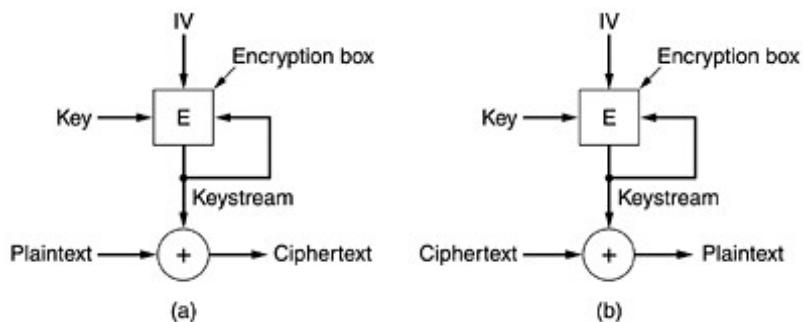 IV
Encryption box
Key
E
Keystream
Plaintext
+
Ciphertext
(a)
IV
Encryption box
Key
E
Keystream
Ciphertext
+
Plaintext
(b)